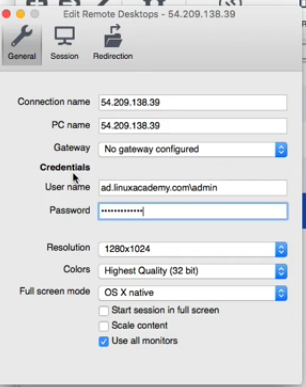 Edit Remote Desktops - 54.209.138.39
General Session Redirection
Connection name 54.209.138.39
PC name 54.209.138.39
Gateway No gateway configured
Credentials
User name ad.linuxacademy.com\admin
Password •••••••••••••
Resolution 1280x1024
Colors Highest Quality (32 bit)
Full screen mode OS X native
Start session in full screen
Scale content
Use all monitors